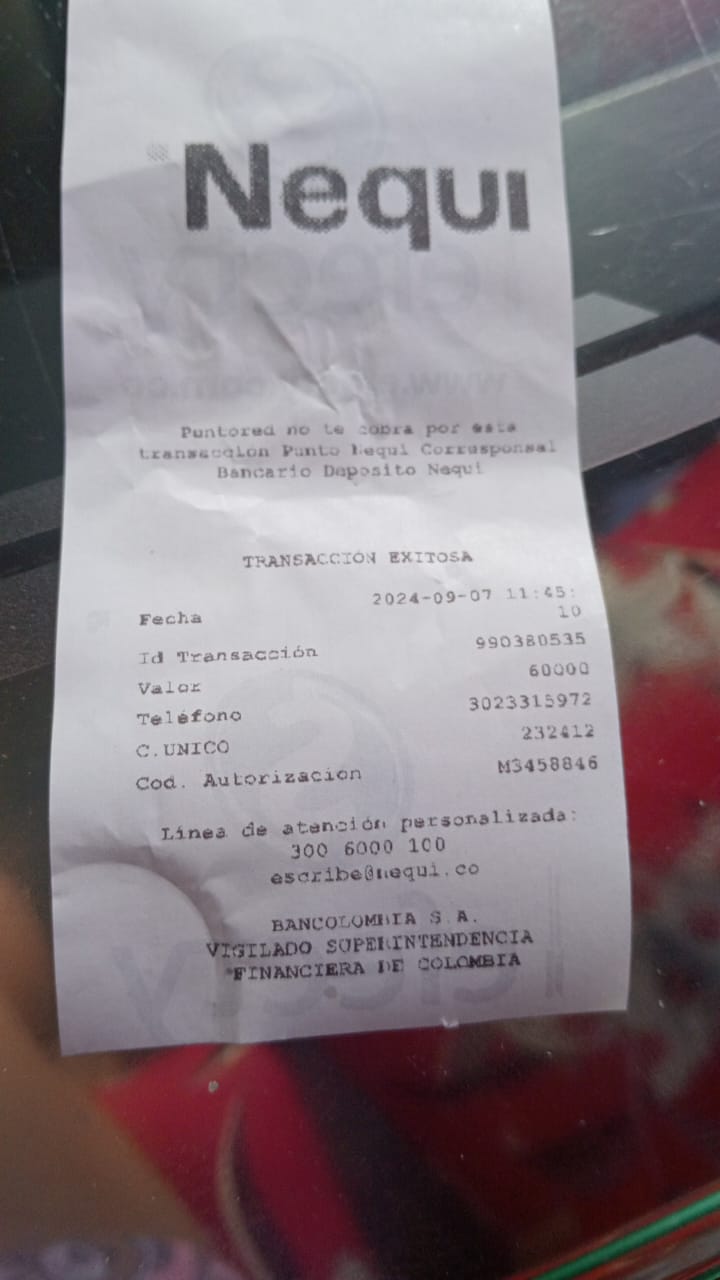 Nequi
Puntored no te cobra por esta
transacción Punto Nequi Corresponsal
Bancario Deposito Nequi
TRANSACCIÓN EXITOSA
Fecha 2024-09-07 11:45:
10
Id Transacción 990380535
Valor 60000
Teléfono 3023315972
C.UNICO 232412
Cod. Autorización M3458846
Línea de atención personalizada:
300 6000 100
escribe@nequi.co
BANCOLOMBIA S.A.
VIGILADO SUPERINTENDENCIA
FINANCIERA DE COLOMBIA